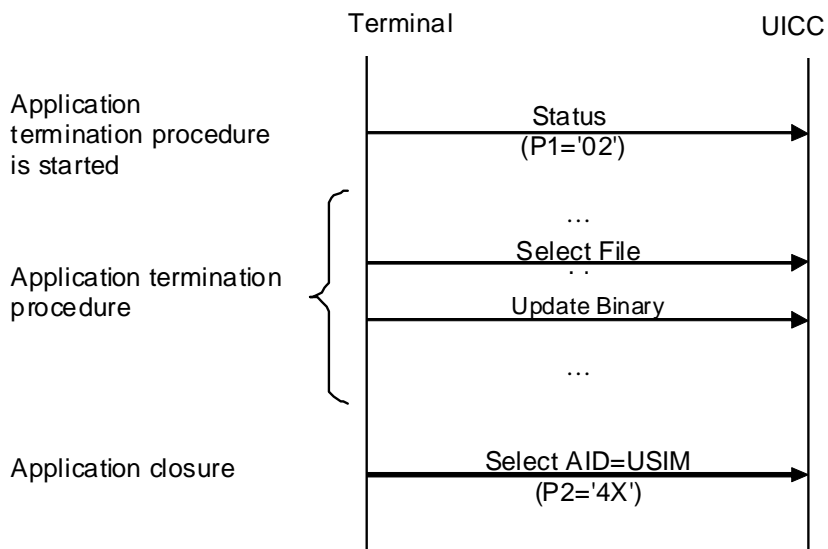 Terminal
UICC
Application
termination procedure
is started
Status
(P1='02')
...
Select File
. .
Application termination
procedure
Update Binary
...
Application closure
Select AID=USIM
(P2='4X')